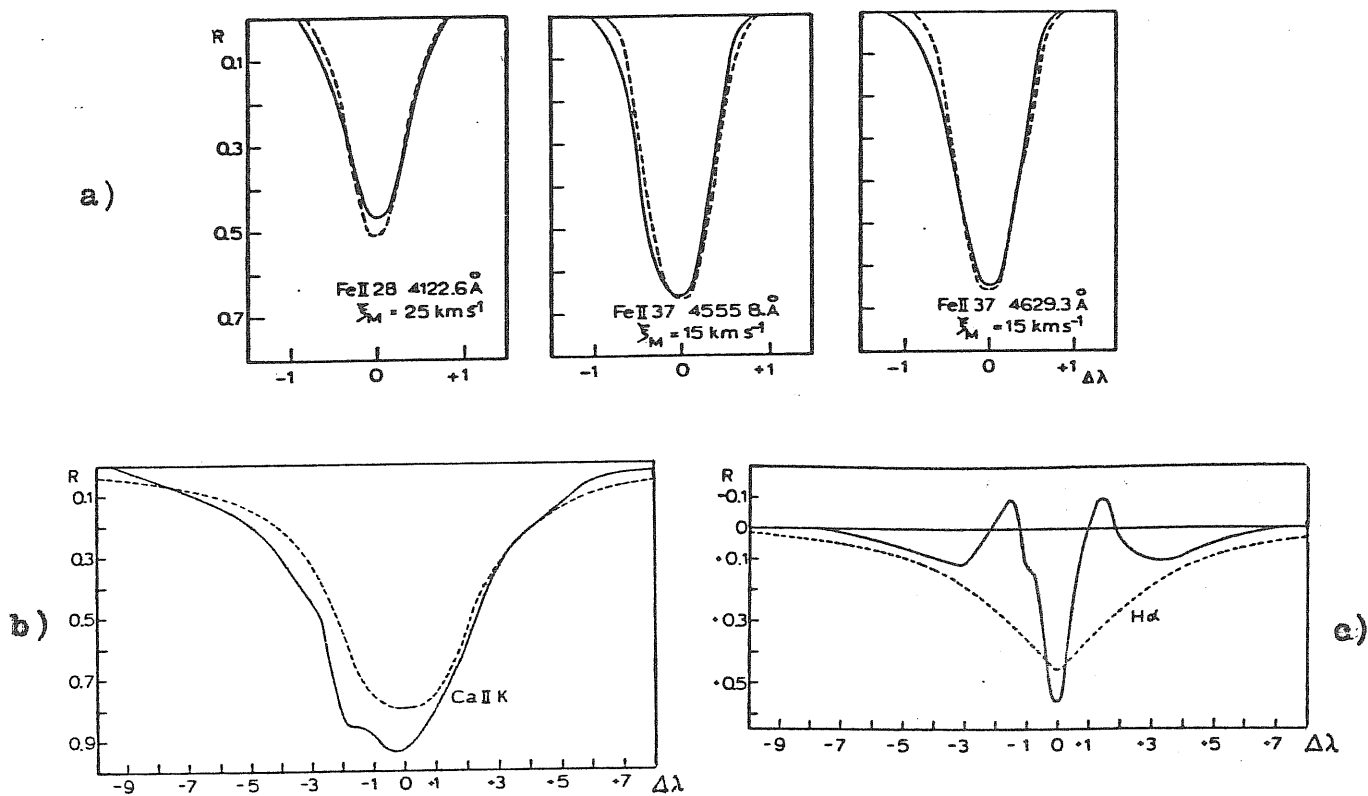 a)
R
0.1
0.3
0.5
0.7
Fe II 28 4122.6 Å
ξM = 25 km s⁻¹
-1 0 +1
Fe II 37 4555 8.Å
ξM = 15 km s⁻¹
-1 0 +1
Fe II 37 4629.3 Å
ξM = 15 km s⁻¹
-1 0 +1 Δλ
b)
R
0.1
0.3
0.5
0.7
0.9
Ca II K
-9 -7 -5 -3 -1 0 +1 +3 +5 +7 Δλ
c)
R
-0.1
0
+0.1
+0.3
+0.5
Hα
-9 -7 -5 -3 -1 0 +1 +3 +5 +7 Δλ